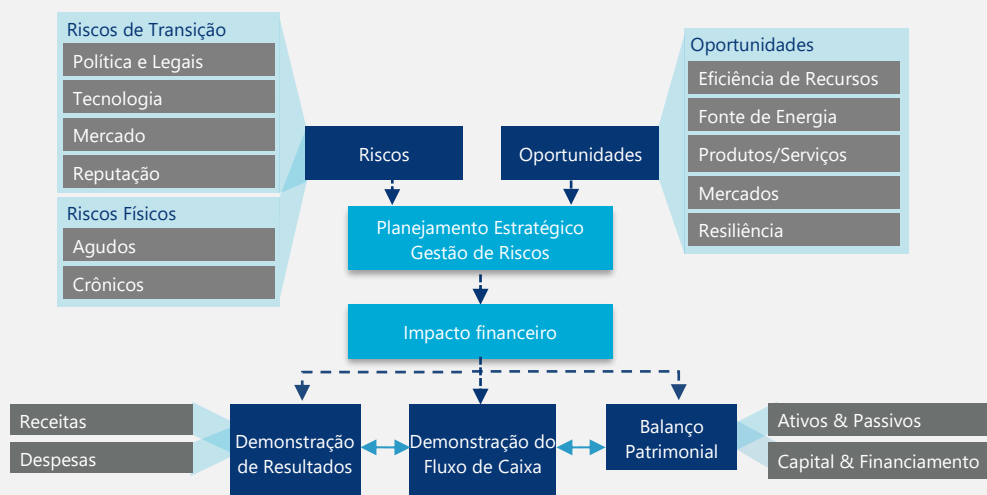 Riscos de Transição
Política e Legais
Tecnologia
Mercado
Reputação
Riscos Físicos
Agudos
Crônicos
Riscos
Oportunidades
Oportunidades
Eficiência de Recursos
Fonte de Energia
Produtos/Serviços
Mercados
Resiliência
Planejamento Estratégico
Gestão de Riscos
Impacto financeiro
Receitas
Despesas
Demonstração
de Resultados
Demonstração do
Fluxo de Caixa
Balanço
Patrimonial
Ativos & Passivos
Capital & Financiamento